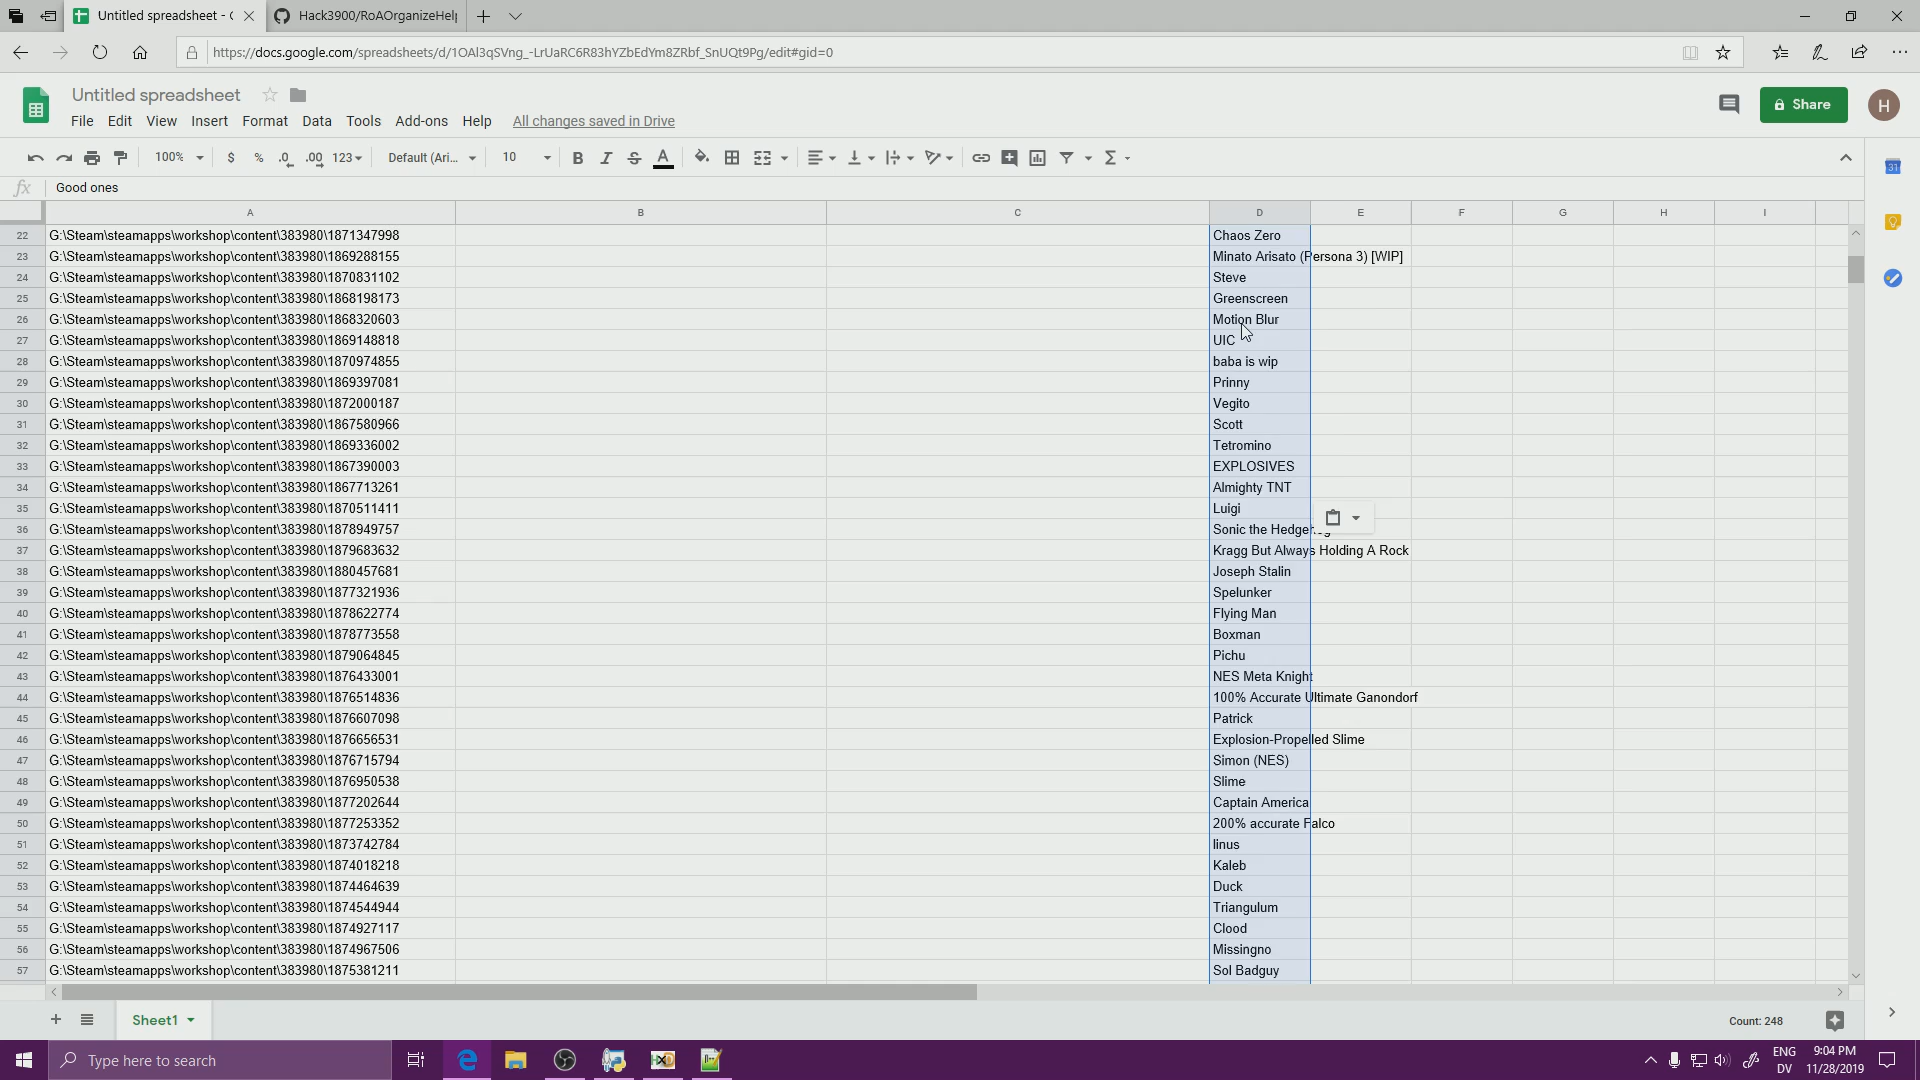 Untitled spreadsheet - G
Hack3900/RoAOrganizeHelp
https://docs.google.com/spreadsheets/d/1OAl3qSVng_-LrUaRC6R83hYZbEdYm8ZRbf_SnUQt9Pg/edit#gid=0
Untitled spreadsheet
Share
H
File Edit View Insert Format Data Tools Add-ons Help All changes saved in Drive
100% $ % .0 .00 123 Default (Ari... 10 B I S A Σ
fx Good ones
31
A B C D E F G H I
22 G:\Steam\steamapps\workshop\content\383980\1871347998 Chaos Zero
23 G:\Steam\steamapps\workshop\content\383980\1869288155 Minato Arisato (Persona 3) [WIP]
24 G:\Steam\steamapps\workshop\content\383980\1870831102 Steve
25 G:\Steam\steamapps\workshop\content\383980\1868198173 Greenscreen
26 G:\Steam\steamapps\workshop\content\383980\1868320603 Motion Blur
27 G:\Steam\steamapps\workshop\content\383980\1869148818 UIC
28 G:\Steam\steamapps\workshop\content\383980\1870974855 baba is wip
29 G:\Steam\steamapps\workshop\content\383980\1869397081 Prinny
30 G:\Steam\steamapps\workshop\content\383980\1872000187 Vegito
31 G:\Steam\steamapps\workshop\content\383980\1867580966 Scott
32 G:\Steam\steamapps\workshop\content\383980\1869336002 Tetromino
33 G:\Steam\steamapps\workshop\content\383980\1867390003 EXPLOSIVES
34 G:\Steam\steamapps\workshop\content\383980\1867713261 Almighty TNT
35 G:\Steam\steamapps\workshop\content\383980\1870511411 Luigi
36 G:\Steam\steamapps\workshop\content\383980\1878949757 Sonic the Hedgehog
37 G:\Steam\steamapps\workshop\content\383980\1879683632 Kragg But Always Holding A Rock
38 G:\Steam\steamapps\workshop\content\383980\1880457681 Joseph Stalin
39 G:\Steam\steamapps\workshop\content\383980\1877321936 Spelunker
40 G:\Steam\steamapps\workshop\content\383980\1878622774 Flying Man
41 G:\Steam\steamapps\workshop\content\383980\1878773558 Boxman
42 G:\Steam\steamapps\workshop\content\383980\1879064845 Pichu
43 G:\Steam\steamapps\workshop\content\383980\1876433001 NES Meta Knight
44 G:\Steam\steamapps\workshop\content\383980\1876514836 100% Accurate Ultimate Ganondorf
45 G:\Steam\steamapps\workshop\content\383980\1876607098 Patrick
46 G:\Steam\steamapps\workshop\content\383980\1876656531 Explosion-Propelled Slime
47 G:\Steam\steamapps\workshop\content\383980\1876715794 Simon (NES)
48 G:\Steam\steamapps\workshop\content\383980\1876950538 Slime
49 G:\Steam\steamapps\workshop\content\383980\1877202644 Captain America
50 G:\Steam\steamapps\workshop\content\383980\1877253352 200% accurate Falco
51 G:\Steam\steamapps\workshop\content\383980\1873742784 linus
52 G:\Steam\steamapps\workshop\content\383980\1874018218 Kaleb
53 G:\Steam\steamapps\workshop\content\383980\1874464639 Duck
54 G:\Steam\steamapps\workshop\content\383980\1874544944 Triangulum
55 G:\Steam\steamapps\workshop\content\383980\1874927117 Clood
56 G:\Steam\steamapps\workshop\content\383980\1874967506 Missingno
57 G:\Steam\steamapps\workshop\content\383980\1875381211 Sol Badguy
Sheet1 Count: 248
Type here to search
ENG 9:04 PM
DV 11/28/2019